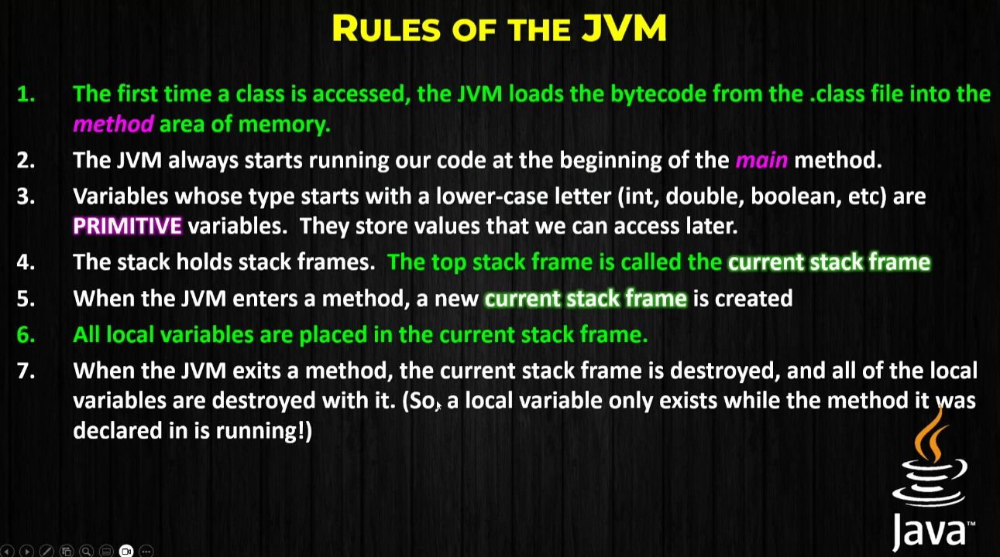 RULES OF THE JVM
1. The first time a class is accessed, the JVM loads the bytecode from the .class file into the
method area of memory.
2. The JVM always starts running our code at the beginning of the main method.
3. Variables whose type starts with a lower-case letter (int, double, boolean, etc) are
PRIMITIVE variables. They store values that we can access later.
4. The stack holds stack frames. The top stack frame is called the current stack frame
5. When the JVM enters a method, a new current stack frame is created
6. All local variables are placed in the current stack frame.
7. When the JVM exits a method, the current stack frame is destroyed, and all of the local
variables are destroyed with it. (So, a local variable only exists while the method it was
declared in is running!)
Java™